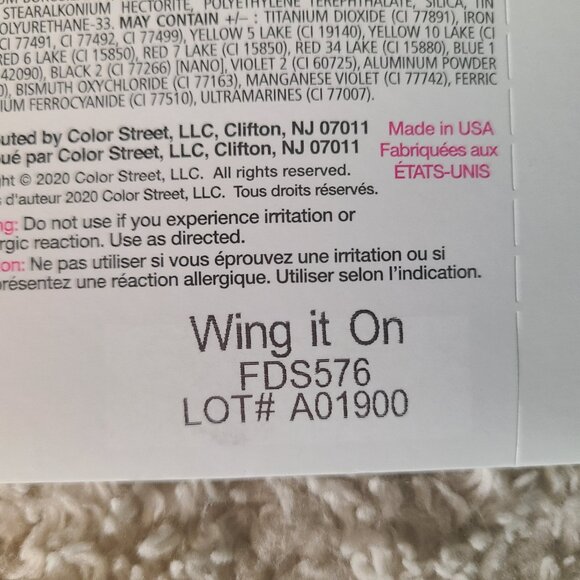 STEARALKONIUM HECTORITE, POLYETHYLENE TEREPHTHALATE, SILICA, TIN
OLYURETHANE-33. MAY CONTAIN +/– : TITANIUM DIOXIDE (CI 77891), IRON
CI 77491, CI 77492, CI 77499), YELLOW 5 LAKE (CI 19140), YELLOW 10 LAKE (CI
RED 6 LAKE (CI 15850), RED 7 LAKE (CI 15850), RED 34 LAKE (CI 15880), BLUE 1
42090), BLACK 2 (CI 77266) [NANO], VIOLET 2 (CI 60725), ALUMINUM POWDER
), BISMUTH OXYCHLORIDE (CI 77163), MANGANESE VIOLET (CI 77742), FERRIC
IUM FERROCYANIDE (CI 77510), ULTRAMARINES (CI 77007).
uted by Color Street, LLC, Clifton, NJ 07011
ué par Color Street, LLC, Clifton, NJ 07011
Made in USA
Fabriquées aux
ÉTATS-UNIS
ght © 2020 Color Street, LLC. All rights reserved.
s d'auteur 2020 Color Street, LLC. Tous droits réservés.
ng: Do not use if you experience irritation or
rgic reaction. Use as directed.
ion: Ne pas utiliser si vous éprouvez une irritation ou si
présentez une réaction allergique. Utiliser selon l'indication.
Wing it On
FDS576
LOT# A01900